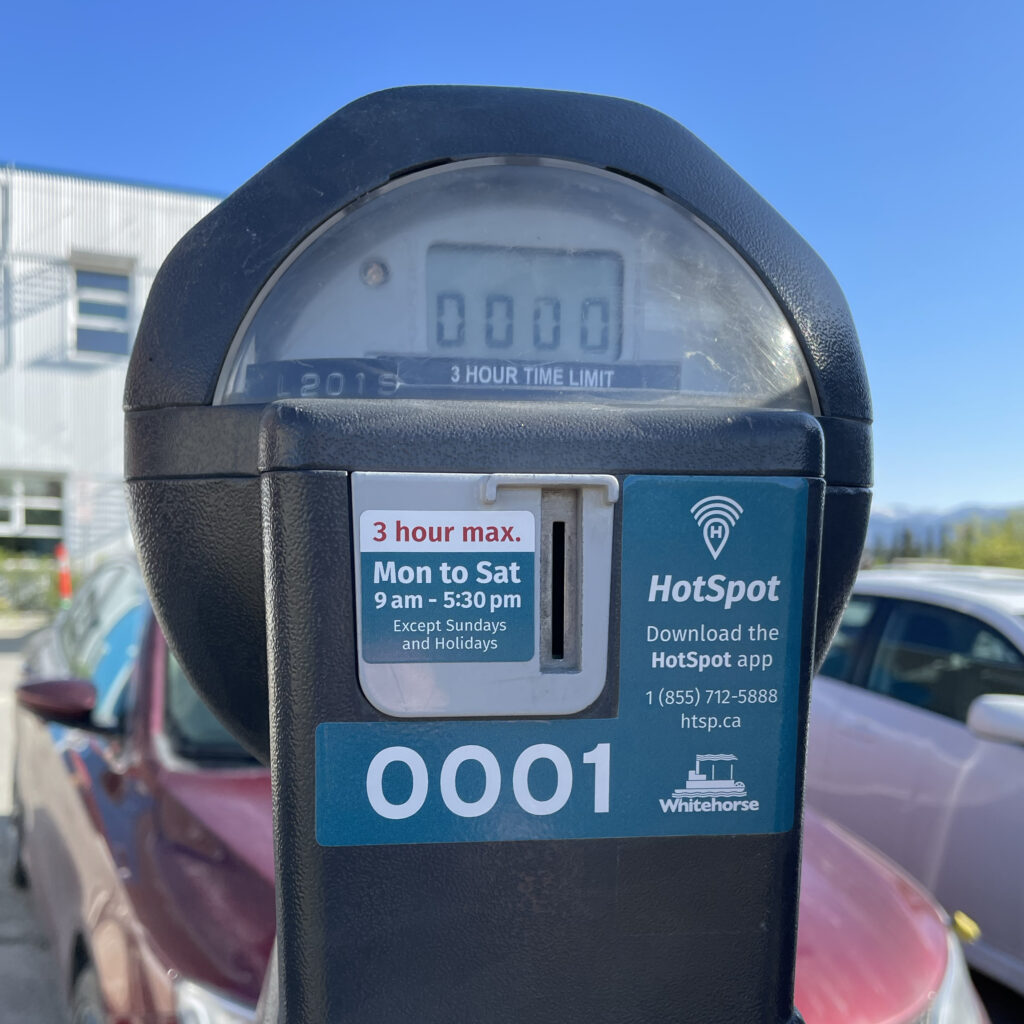 0000
L2015
3 HOUR TIME LIMIT
3 hour max.
Mon to Sat
9 am - 5:30 pm
Except Sundays
and Holidays
H
HotSpot
Download the
HotSpot app
1 (855) 712-5888
htsp.ca
0001
Whitehorse